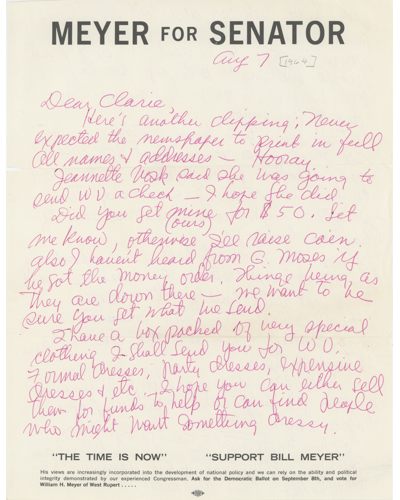 MEYER FOR SENATOR
Aug 7 [1964]
Dear Clarie,
Here's another clipping; Never
expected the newspaper to print in full
all names & addresses — Hooray.
Jeannette Vosk said she was going to
send WV a check — I hope she did.
Did you get mine for $50. Let
(ours)
me know, otherwise I'll raise Cain.
Also I haven't heard from G. Moses if
he got the money order. Things being as
they are down there — we want to be
sure you get what we send.
I have a box packed of very special
clothing I shall send you for WV.
Formal dresses, party dresses, expensive
dresses & etc. I hope you can either sell
them for funds to help or can find people
who might want something dressy.
"THE TIME IS NOW" "SUPPORT BILL MEYER"
His views are increasingly incorporated into the development of national policy and we can rely on the ability and political
integrity demonstrated by our experienced Congressman. Ask for the Democratic Ballot on September 8th, and vote for
William H. Meyer of West Rupert . . . . .